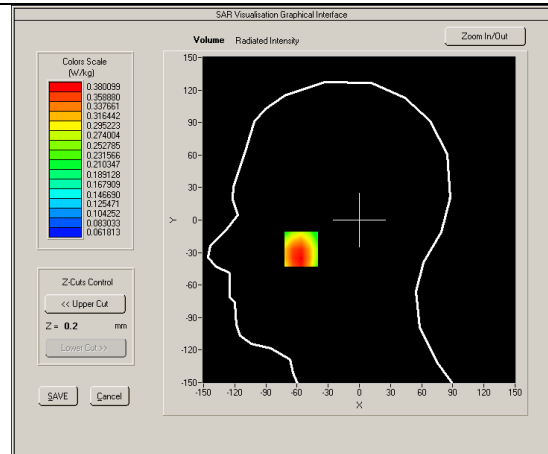 SAR Visualisation Graphical Interface
Volume Radiated Intensity
Zoom In/Out
Colors Scale
(W/kg)
0.380099
0.358880
0.337661
0.316442
0.295223
0.274004
0.252785
0.231566
0.210347
0.189128
0.167909
0.146690
0.125471
0.104252
0.083033
0.061813
Z-Cuts Control
<< Upper Cut
Z = 0.2 mm
Lower Cut >>
SAVE Cancel
150
120
90
60
30
0
-30
-60
-90
-120
-150
Y
-150 -120 -90 -60 -30 0 30 60 90 120 150
X